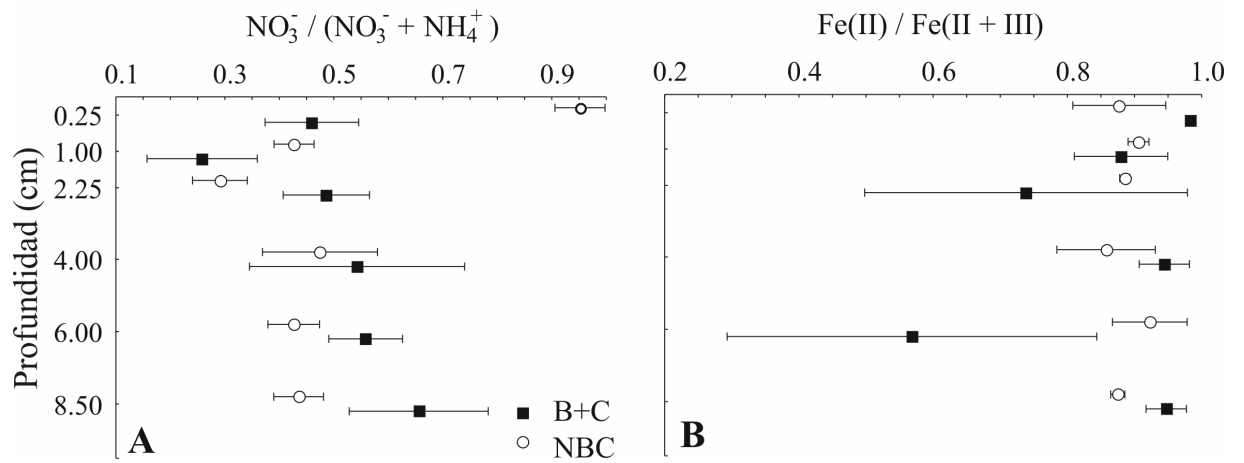 NO₃⁻ / (NO₃⁻ + NH₄⁺)
0.1 0.3 0.5 0.7 0.9
Profundidad (cm)
0.25
1.00
2.25
4.00
6.00
8.50
A
B+C
NBC
Fe(II) / Fe(II + III)
0.2 0.4 0.6 0.8 1.0
B